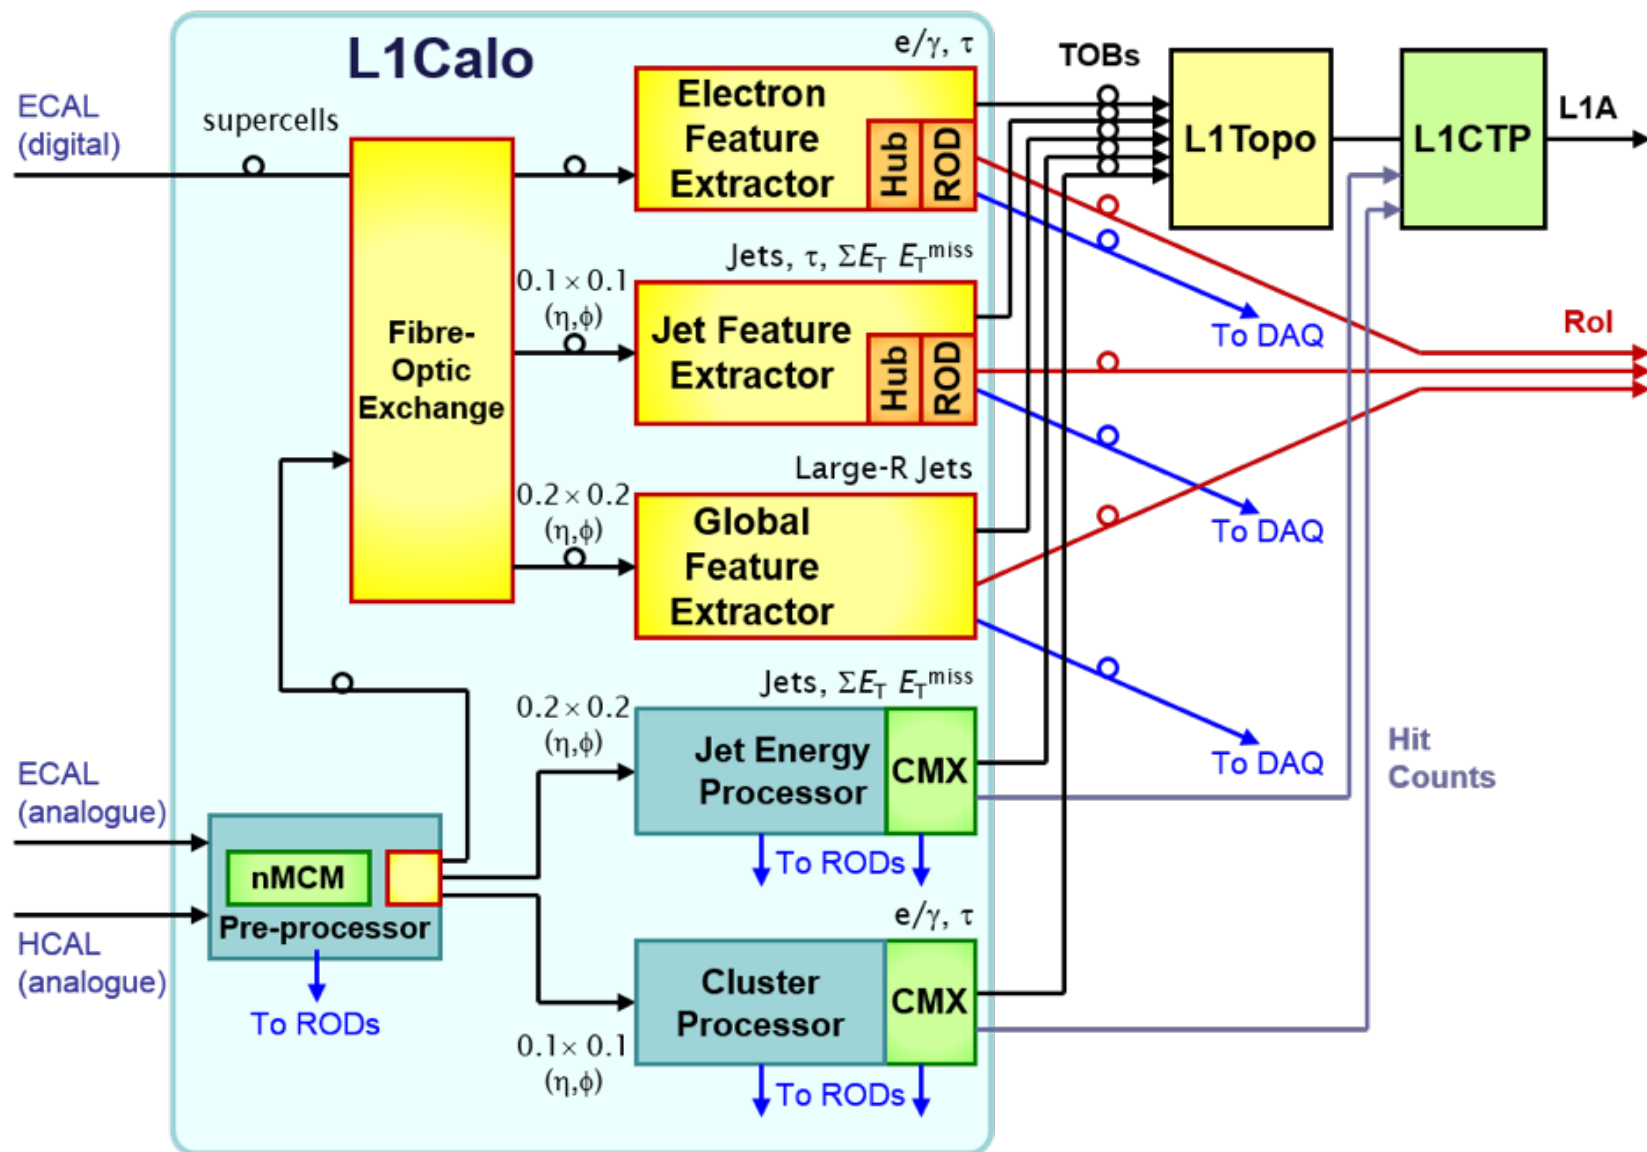 L1Calo
e/γ, τ
TOBs
ECAL
(digital)
supercells
Electron
Feature
Extractor
Hub
ROD
L1Topo
L1CTP
L1A
Jets, τ, ΣE_T E_T^miss
0.1 × 0.1
(η,ϕ)
Fibre-
Optic
Exchange
Jet Feature
Extractor
Hub
ROD
To DAQ
RoI
Large-R Jets
0.2 × 0.2
(η,ϕ)
Global
Feature
Extractor
To DAQ
Jets, ΣE_T E_T^miss
0.2 × 0.2
(η,ϕ)
Jet Energy
Processor
CMX
To DAQ
Hit
Counts
ECAL
(analogue)
nMCM
Pre-processor
HCAL
(analogue)
To RODs
To RODs
e/γ, τ
Cluster
Processor
CMX
0.1 × 0.1
(η,ϕ)
To RODs